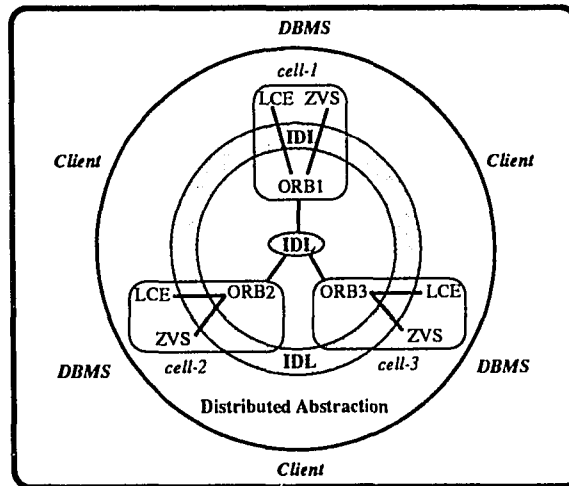 DBMS
cell-1
LCE ZVS
IDL
Client Client
ORB1
IDL
LCE ORB2 ORB3 LCE
ZVS ZVS
cell-2 IDL cell-3
DBMS DBMS
Distributed Abstraction
Client